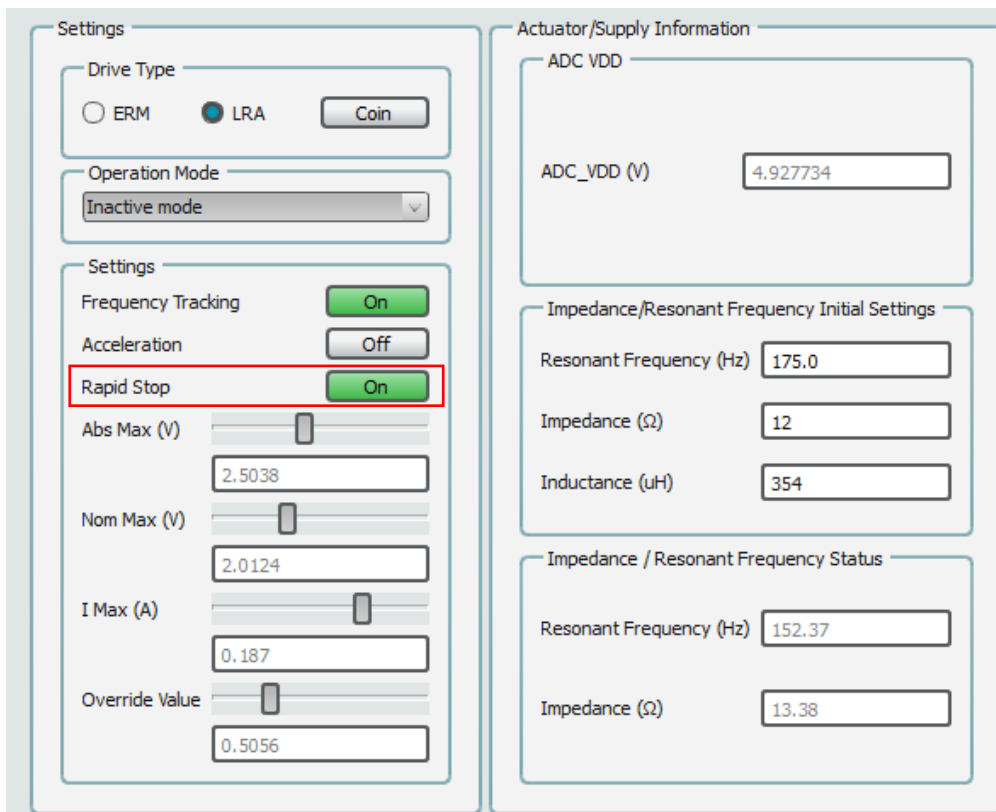 Settings
Drive Type
ERM LRA Coin
Operation Mode
Inactive mode
Settings
Frequency Tracking On
Acceleration Off
Rapid Stop On
Abs Max (V)
2.5038
Nom Max (V)
2.0124
I Max (A)
0.187
Override Value
0.5056
Actuator/Supply Information
ADC VDD
ADC_VDD (V) 4.927734
Impedance/Resonant Frequency Initial Settings
Resonant Frequency (Hz) 175.0
Impedance (Ω) 12
Inductance (uH) 354
Impedance / Resonant Frequency Status
Resonant Frequency (Hz) 152.37
Impedance (Ω) 13.38